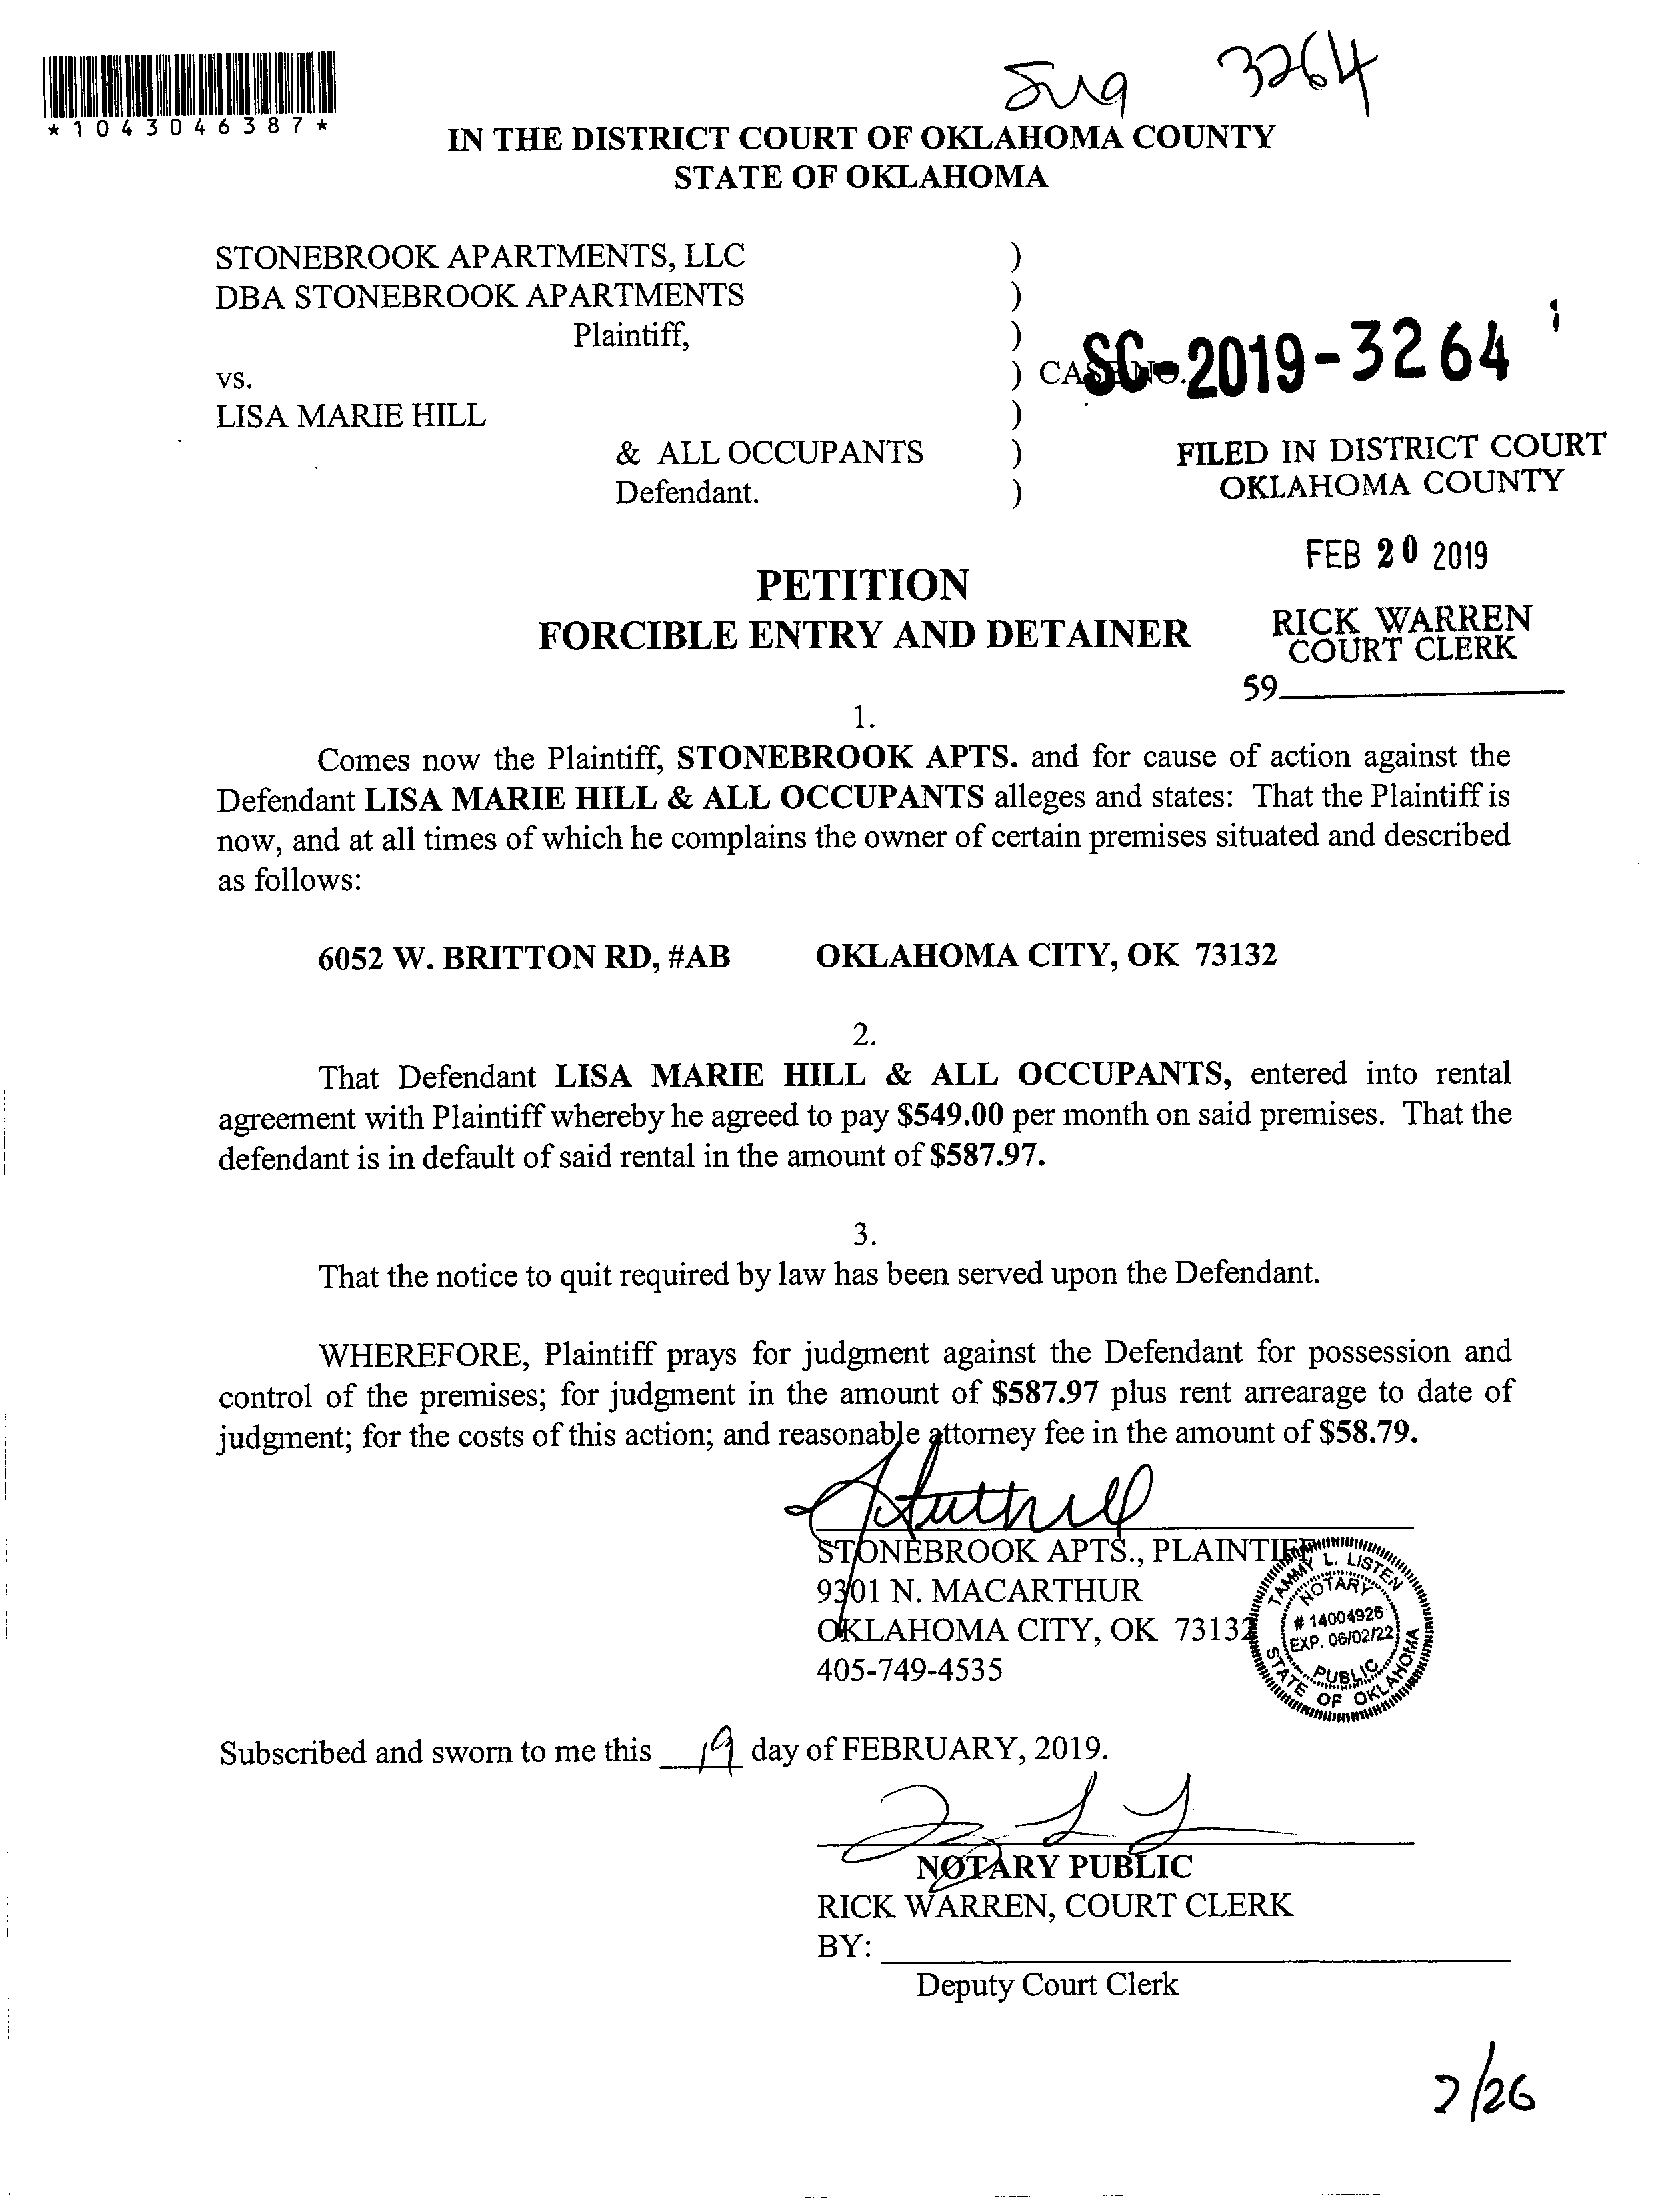 3264
*1043046387*
IN THE DISTRICT COURT OF OKLAHOMA COUNTY
STATE OF OKLAHOMA
STONEBROOK APARTMENTS, LLC )
DBA STONEBROOK APARTMENTS )
Plaintiff, )
vs. ) CASE NO. SC-2019-3264
LISA MARIE HILL )
& ALL OCCUPANTS )
Defendant. )
FILED IN DISTRICT COURT
OKLAHOMA COUNTY
FEB 20 2019
RICK WARREN
COURT CLERK
59
PETITION
FORCIBLE ENTRY AND DETAINER
1.
Comes now the Plaintiff, STONEBROOK APTS. and for cause of action against the
Defendant LISA MARIE HILL & ALL OCCUPANTS alleges and states: That the Plaintiff is
now, and at all times of which he complains the owner of certain premises situated and described
as follows:
6052 W. BRITTON RD, #AB OKLAHOMA CITY, OK 73132
2.
That Defendant LISA MARIE HILL & ALL OCCUPANTS, entered into rental
agreement with Plaintiff whereby he agreed to pay $549.00 per month on said premises. That the
defendant is in default of said rental in the amount of $587.97.
3.
That the notice to quit required by law has been served upon the Defendant.
WHEREFORE, Plaintiff prays for judgment against the Defendant for possession and
control of the premises; for judgment in the amount of $587.97 plus rent arrearage to date of
judgment; for the costs of this action; and reasonable attorney fee in the amount of $58.79.
STONEBROOK APTS., PLAINTIFF
9301 N. MACARTHUR
OKLAHOMA CITY, OK 73132
405-749-4535
TAMMY L. LISTEN
NOTARY
# 14004926
EXP. 06/02/22
PUBLIC
STATE OF OKLAHOMA
Subscribed and sworn to me this 19 day of FEBRUARY, 2019.
NOTARY PUBLIC
RICK WARREN, COURT CLERK
BY:
Deputy Court Clerk
2/26